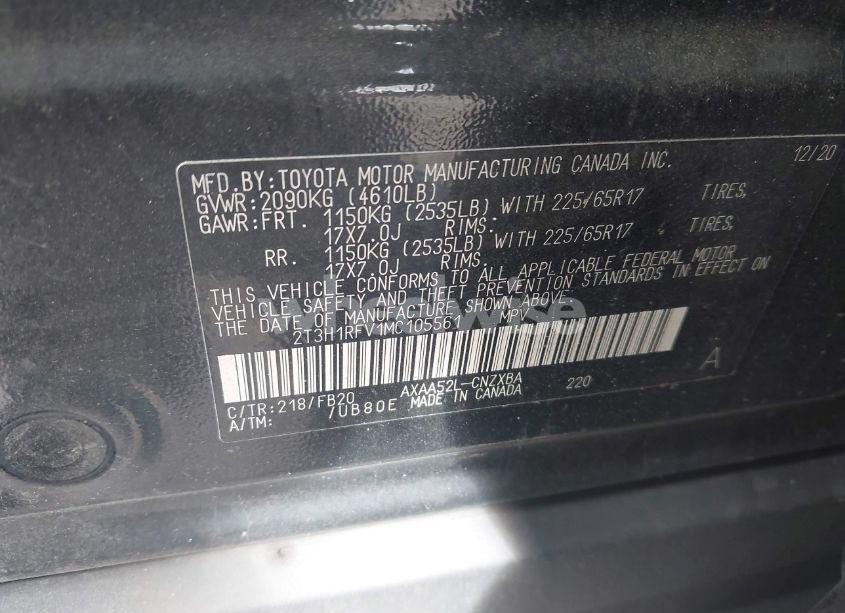 12/20
MFD.BY:TOYOTA MOTOR MANUFACTURING CANADA INC.
GVWR:2090KG (4610LB)
GAWR:FRT. 1150KG (2535LB) WITH 225/65R17 TIRES,
17X7.0J RIMS.
RR. 1150KG (2535LB) WITH 225/65R17 TIRES,
17X7.0J RIMS.
THIS VEHICLE CONFORMS TO ALL APPLICABLE FEDERAL MOTOR
VEHICLE SAFETY AND THEFT PREVENTION STANDARDS IN EFFECT ON
THE DATE OF MANUFACTURE SHOWN ABOVE.
2T3H1RFV1MC105561 MPV
A
C/TR:218/FB20 AXAA52L-CNZXBA 220
A/TM: /UB80E MADE IN CANADA